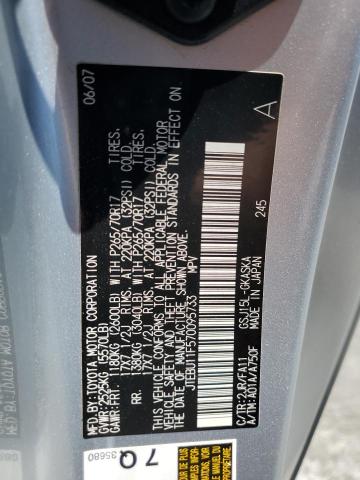 06/07
MFD. BY: TOYOTA MOTOR CORPORATION
GVWR: 2525KG (5570LB)
GAWR: FRT. 1180KG (2600LB) P265/70R17 TIRES.
17X7 1/2J RIMS. AT 220KPA (32PSI) COLD.
RR. 1380KG (3040LB) P265/70R17 TIRES.
17X7 1/2J RIMS. AT 220KPA (32PSI) COLD.
THIS VEHICLE CONFORMS TO ALL APPLICABLE FEDERAL MOTOR
VEHICLE SAFETY AND THEFT PREVENTION STANDARDS IN EFFECT
ON THE DATE OF MANUFACTURE SHOWN ABOVE.
JTEBU11F570095733 MPV
A
245
C/TR: 2JR/FA11 GSJ15L-GKASKA
A/TM: A01A/A750F MADE IN JAPAN
7Q